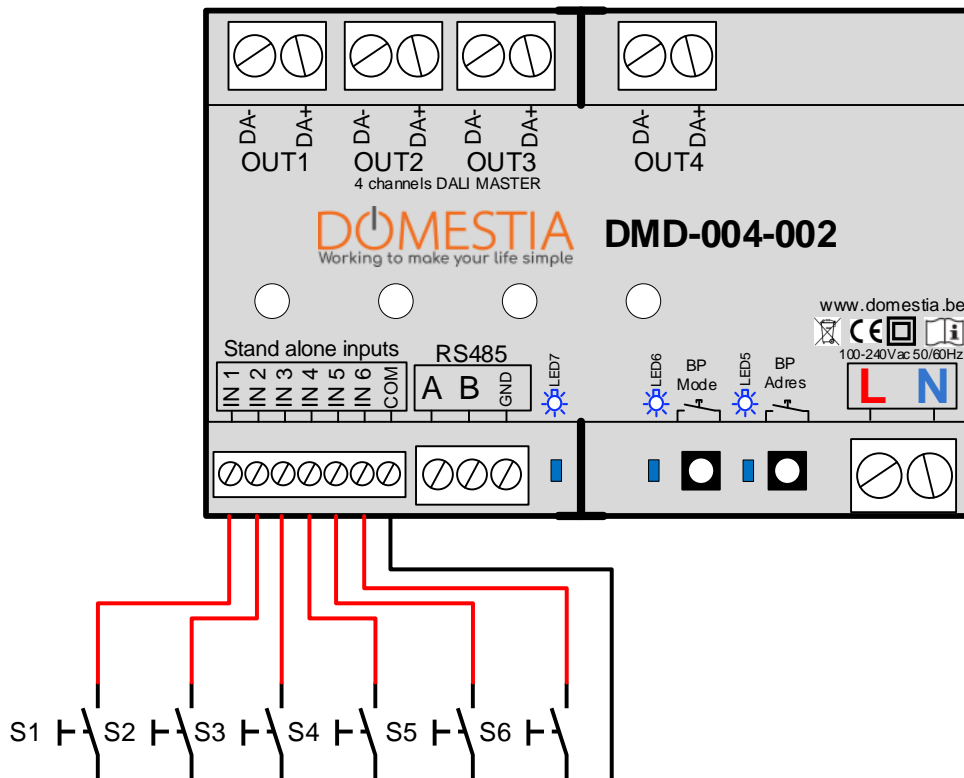 DA- DA+ DA- DA+ DA- DA+ DA- DA+
OUT1 OUT2 OUT3 OUT4
4 channels DALI MASTER
DOMESTIA DMD-004-002
Working to make your life simple
www.domestia.be
CE
100-240Vac 50/60Hz
Stand alone inputs RS485
IN 1 IN 2 IN 3 IN 4 IN 5 IN 6 COM
A B GND
LED7
LED6
BP
Mode
LED5
BP
Adres
L N
S1 S2 S3 S4 S5 S6